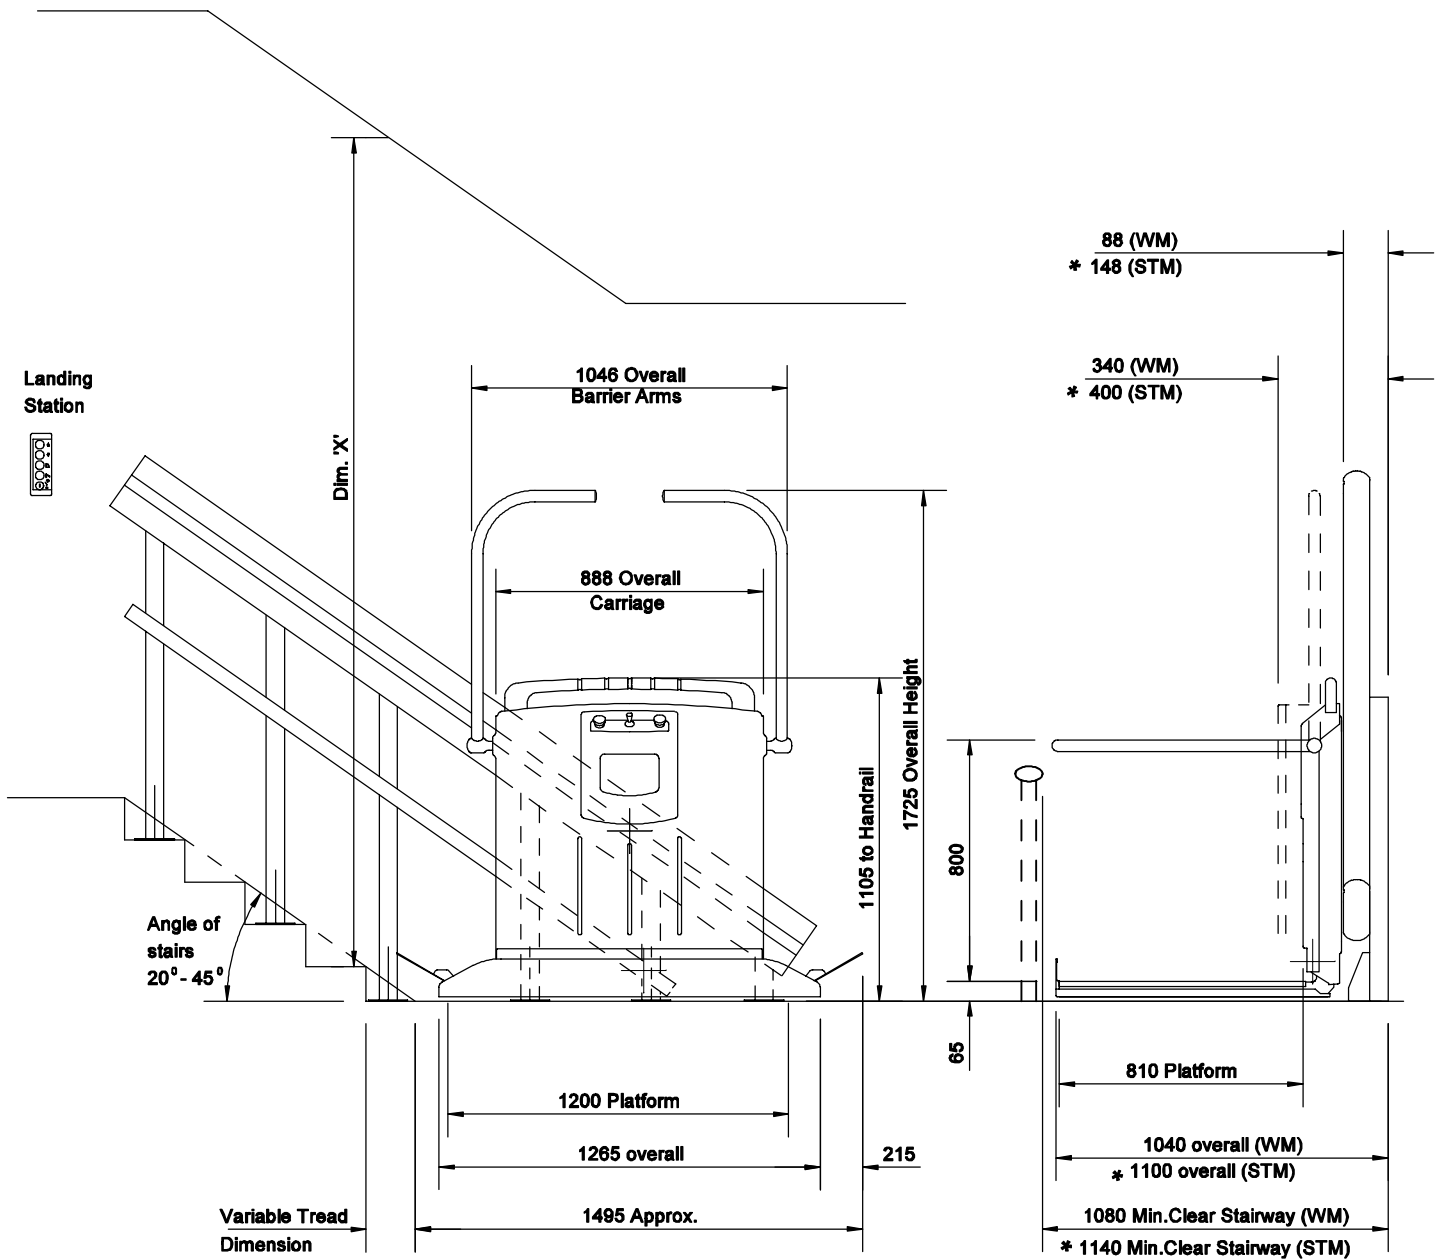 88 (WM)
* 148 (STM)
340 (WM)
* 400 (STM)
Landing
Station
1046 Overall
Barrier Arms
Dim. 'X'
888 Overall
Carriage
1725 Overall Height
1105 to Handrail
800
Angle of
stairs
20⁰ - 45⁰
65
810 Platform
1200 Platform
1265 overall
215
1040 overall (WM)
* 1100 overall (STM)
Variable Tread
Dimension
1495 Approx.
1080 Min.Clear Stairway (WM)
* 1140 Min.Clear Stairway (STM)